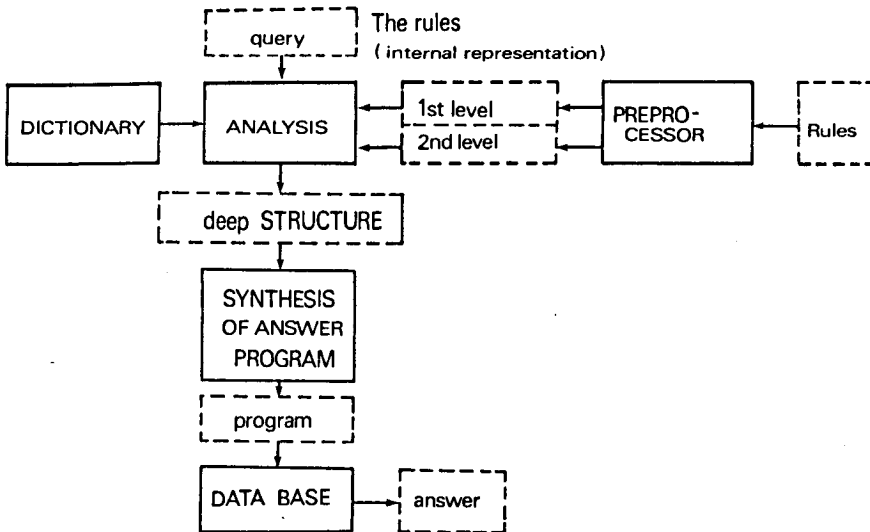 The rules
query
( internal representation)
DICTIONARY
ANALYSIS
1st level
2nd level
PREPRO-
CESSOR
Rules
deep STRUCTURE
SYNTHESIS
OF ANSWER
PROGRAM
program
DATA BASE
answer